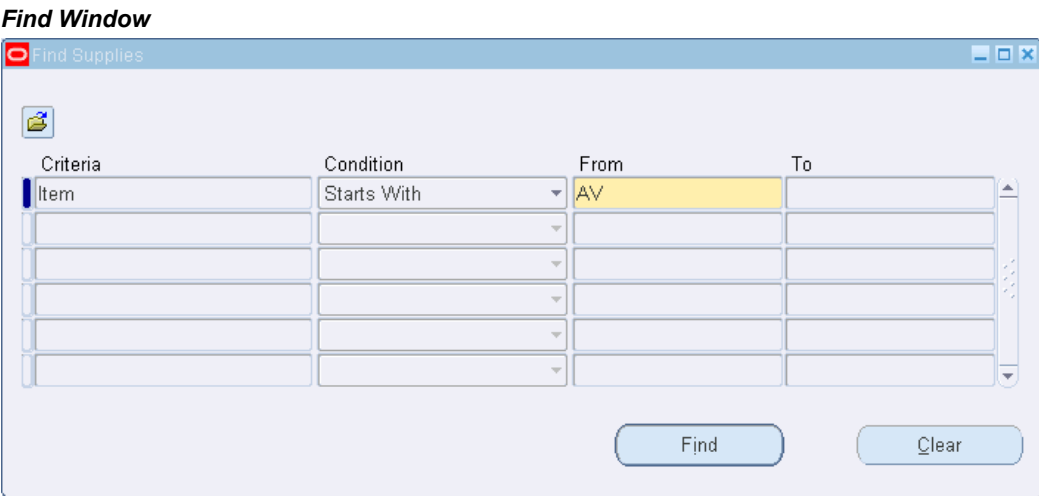 Find Window
Find Supplies
Criteria Condition From To
Item Starts With AV
Find Clear